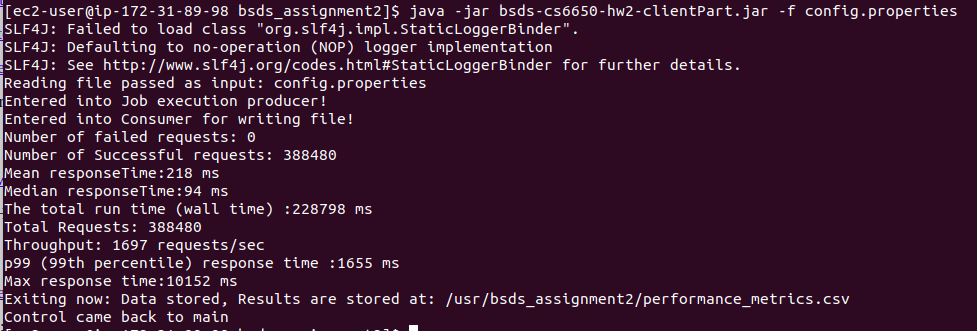 [ec2-user@ip-172-31-89-98 bsds_assignment2]$ java -jar bsds-cs6650-hw2-clientPart.jar -f config.properties
SLF4J: Failed to load class "org.slf4j.impl.StaticLoggerBinder".
SLF4J: Defaulting to no-operation (NOP) logger implementation
SLF4J: See http://www.slf4j.org/codes.html#StaticLoggerBinder for further details.
Reading file passed as input: config.properties
Entered into Job execution producer!
Entered into Consumer for writing file!
Number of failed requests: 0
Number of Successful requests: 388480
Mean responseTime:218 ms
Median responseTime:94 ms
The total run time (wall time) :228798 ms
Total Requests: 388480
Throughput: 1697 requests/sec
p99 (99th percentile) response time :1655 ms
Max response time:10152 ms
Exiting now: Data stored, Results are stored at: /usr/bsds_assignment2/performance_metrics.csv
Control came back to main